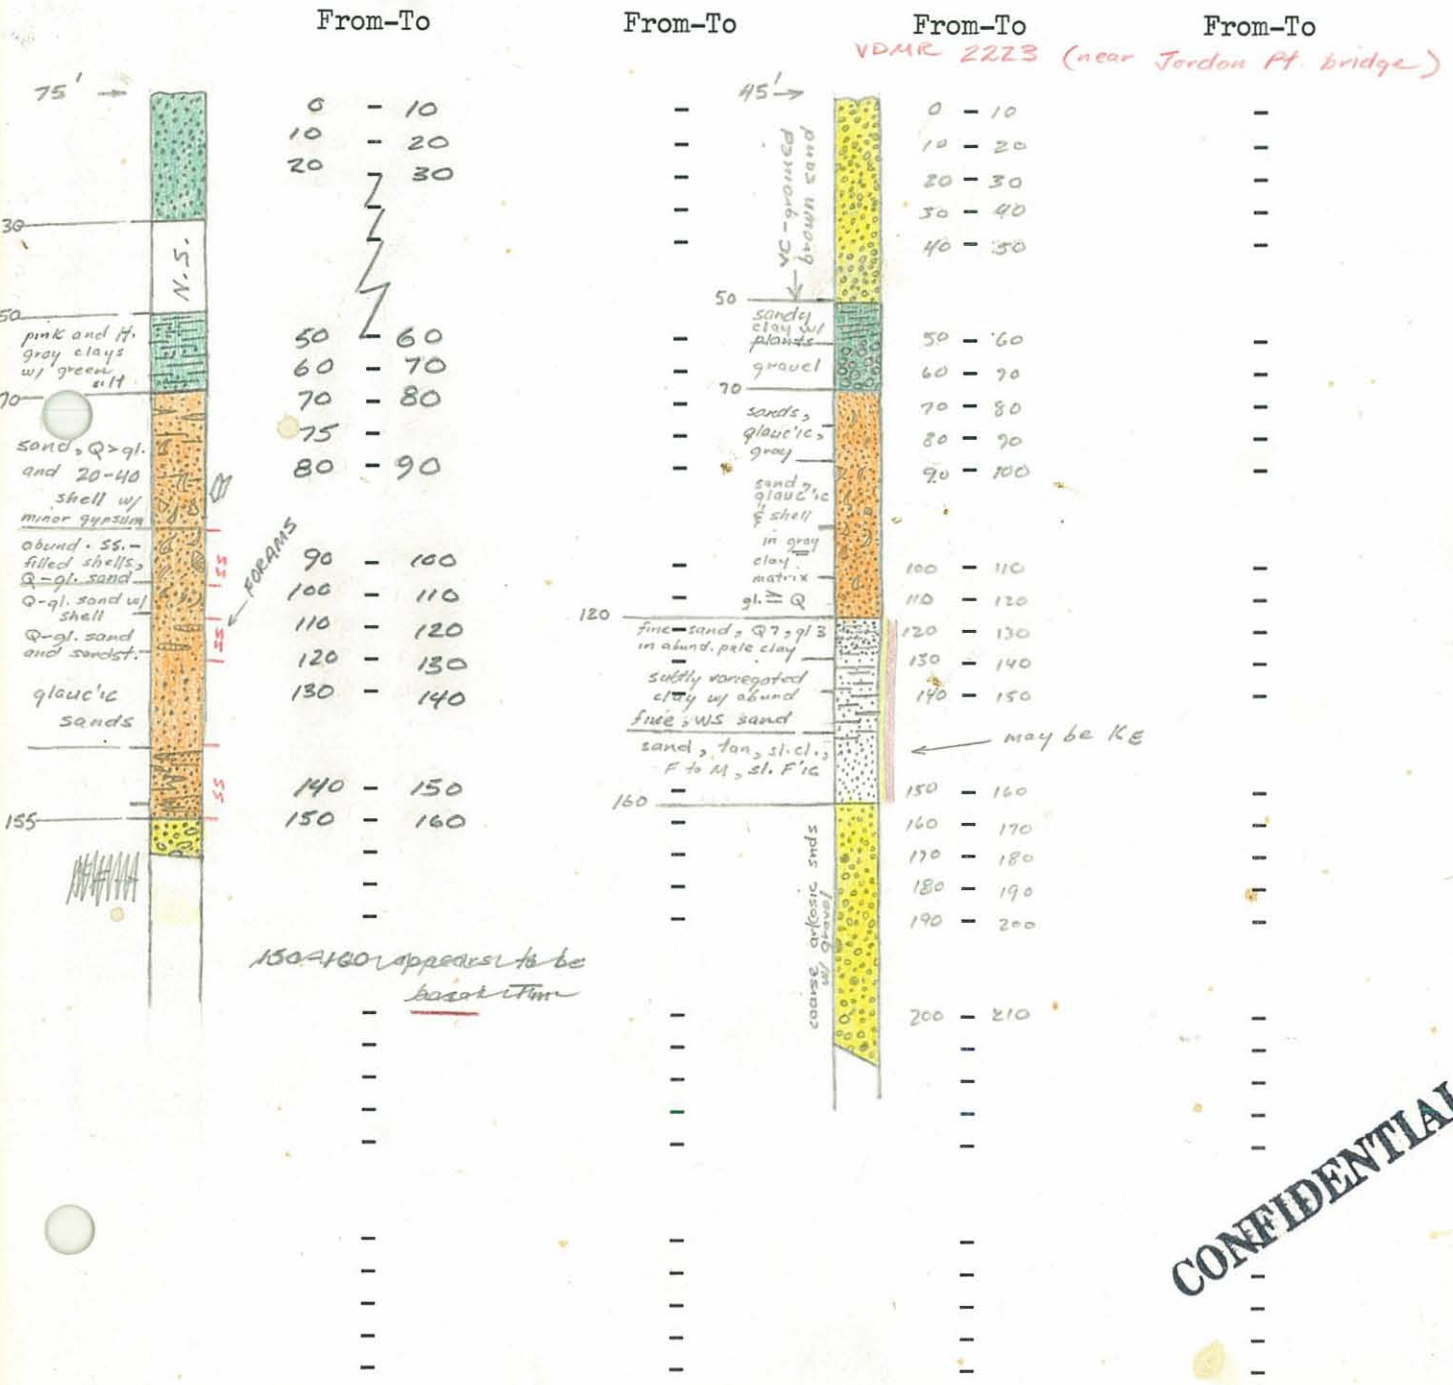 From-To From-To From-To From-To
VDMR 2223 (near Jordon Pt. bridge)
75' →
0 - 10
10 - 20
20 - 30
50 - 60
60 - 70
70 - 80
75 -
80 - 90
90 - 100
100 - 110
110 - 120
120 - 130
130 - 140
140 - 150
150 - 160
30
N.S.
50
pink and lt.
gray clays
w/ green
silt
70
sand, Q>gl.
and 20-40
shell w/
minor gypsum
abund. ss.-
filled shells,
Q-gl. sand
Q-gl. sand w/
shell
Q-gl. sand
and sandst.
glauc'ic
sands
155
SS
SS
SS
← FORAMS
150-160 appears to be
basal
45' →
VC-grained
brown sand
50
sandy
clay w/
plants
gravel
70
sands,
glauc'ic,
gray
sand,
glauc'ic
& shell
in gray
clay
matrix
gl. ≥ Q
120
fine sand, Q7, gl3
in abund. pale clay
subtly variegated
clay w/ abund
fine, WS sand
sand, tan, sl. cl.,
F to M, sl. F'ic
160
coarse arkosic snds
w/ gravel
0 - 10
10 - 20
20 - 30
30 - 40
40 - 50
50 - 60
60 - 70
70 - 80
80 - 90
90 - 100
100 - 110
110 - 120
120 - 130
130 - 140
140 - 150
150 - 160
160 - 170
170 - 180
180 - 190
190 - 200
200 - 210
← may be KE
CONFIDENTIAL